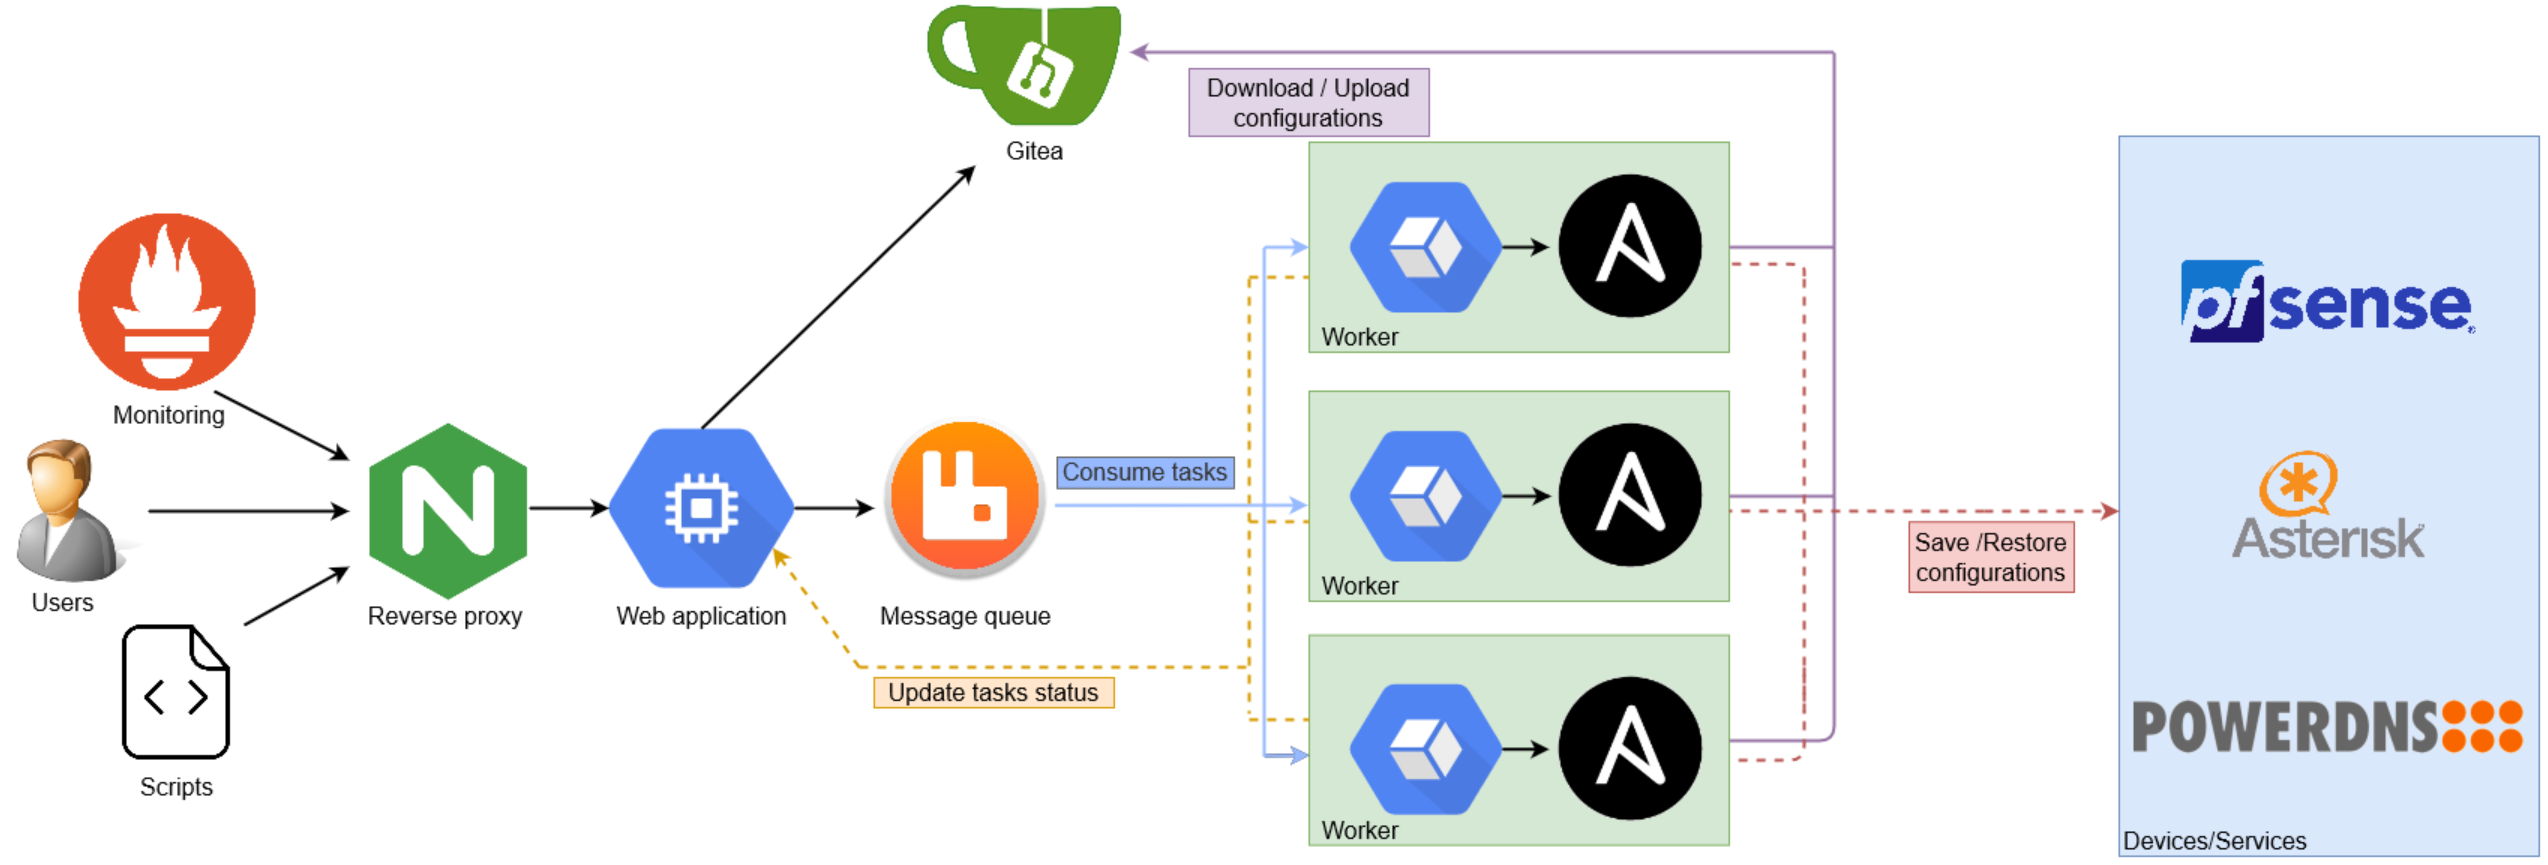 Gitea
Download / Upload
configurations
Monitoring
Users
Scripts
Reverse proxy
Web application
Message queue
Consume tasks
Update tasks status
Worker
Worker
Worker
Save /Restore
configurations
pfsense
Asterisk
POWERDNS
Devices/Services